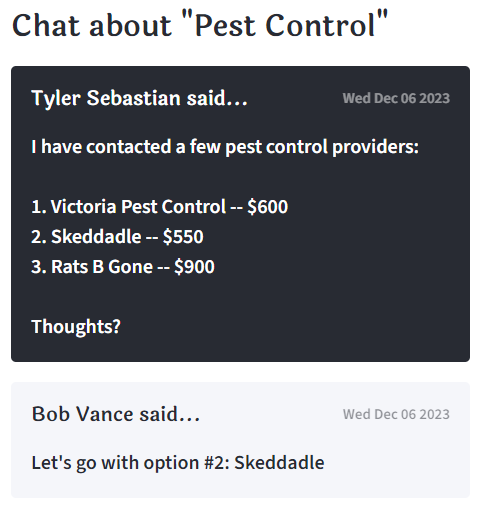 Chat about "Pest Control"
Tyler Sebastian said...
Wed Dec 06 2023
I have contacted a few pest control providers:
1. Victoria Pest Control -- $600
2. Skeddadle -- $550
3. Rats B Gone -- $900
Thoughts?
Bob Vance said...
Wed Dec 06 2023
Let's go with option #2: Skeddadle